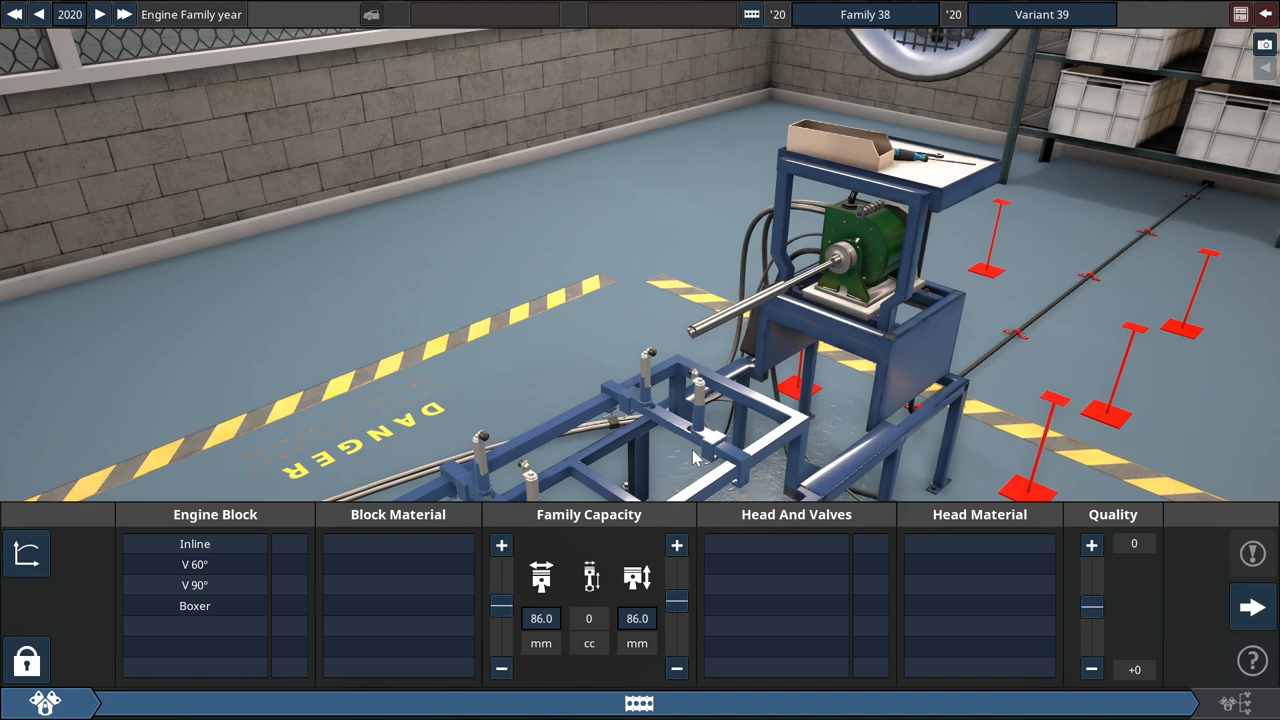 2020 Engine Family year '20 Family 38 '20 Variant 39
DANGER
Engine Block Block Material Family Capacity Head And Valves Head Material Quality
Inline
V 60°
V 90°
Boxer
0
86.0 0 86.0
mm cc mm
+0